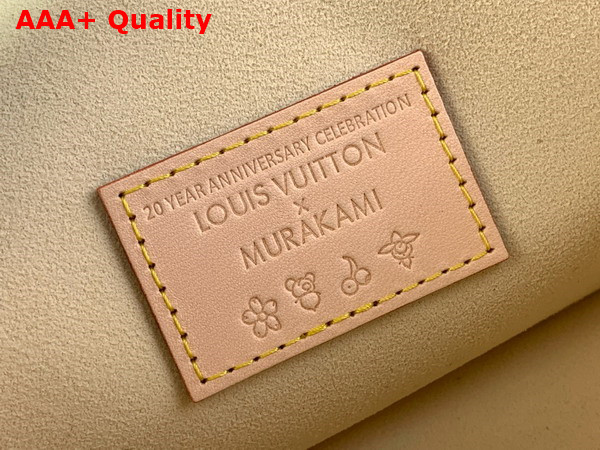 AAA+ Quality
20 YEAR ANNIVERSARY CELEBRATION
LOUIS VUITTON
x
MURAKAMI